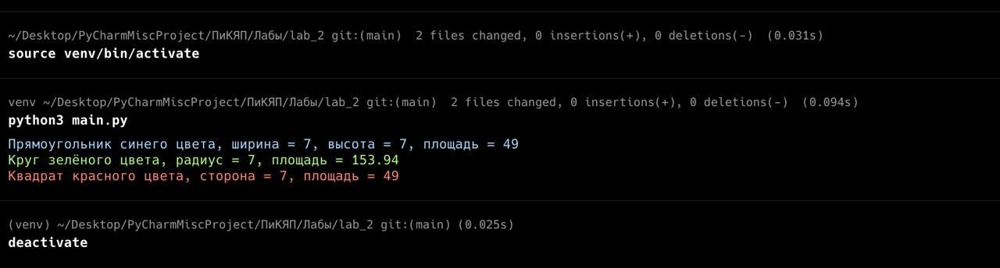 ~/Desktop/PyCharmMiscProject/ПиКЯП/Лабы/lab_2 git:(main)  2 files changed, 0 insertions(+), 0 deletions(-)  (0.031s)
source venv/bin/activate
venv ~/Desktop/PyCharmMiscProject/ПиКЯП/Лабы/lab_2 git:(main)  2 files changed, 0 insertions(+), 0 deletions(-)  (0.094s)
python3 main.py
Прямоугольник синего цвета, ширина = 7, высота = 7, площадь = 49
Круг зелёного цвета, радиус = 7, площадь = 153.94
Квадрат красного цвета, сторона = 7, площадь = 49
(venv) ~/Desktop/PyCharmMiscProject/ПиКЯП/Лабы/lab_2 git:(main) (0.025s)
deactivate